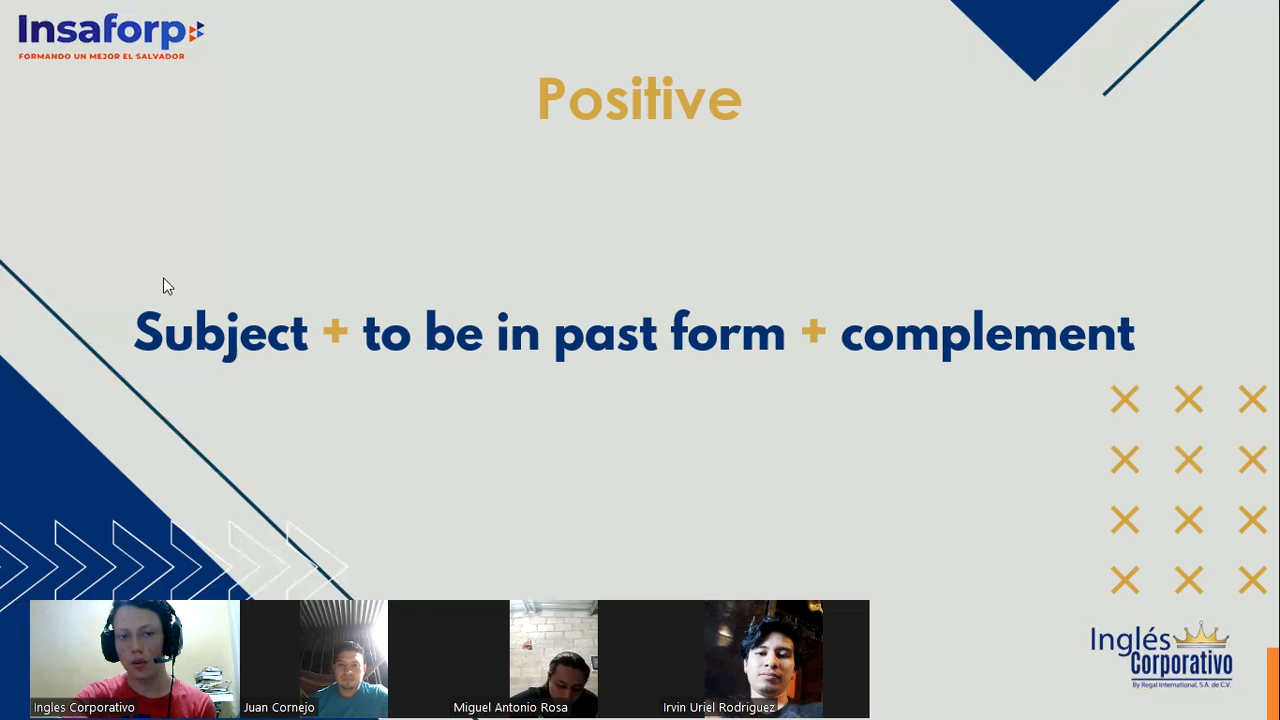 Insaforp
FORMANDO UN MEJOR EL SALVADOR
Positive
Subject + to be in past form + complement
Inglés
Corporativo
By Regal International, S.A. de C.V.
Ingles Corporativo
Juan Cornejo
Miguel Antonio Rosa
Irvin Uriel Rodriguez